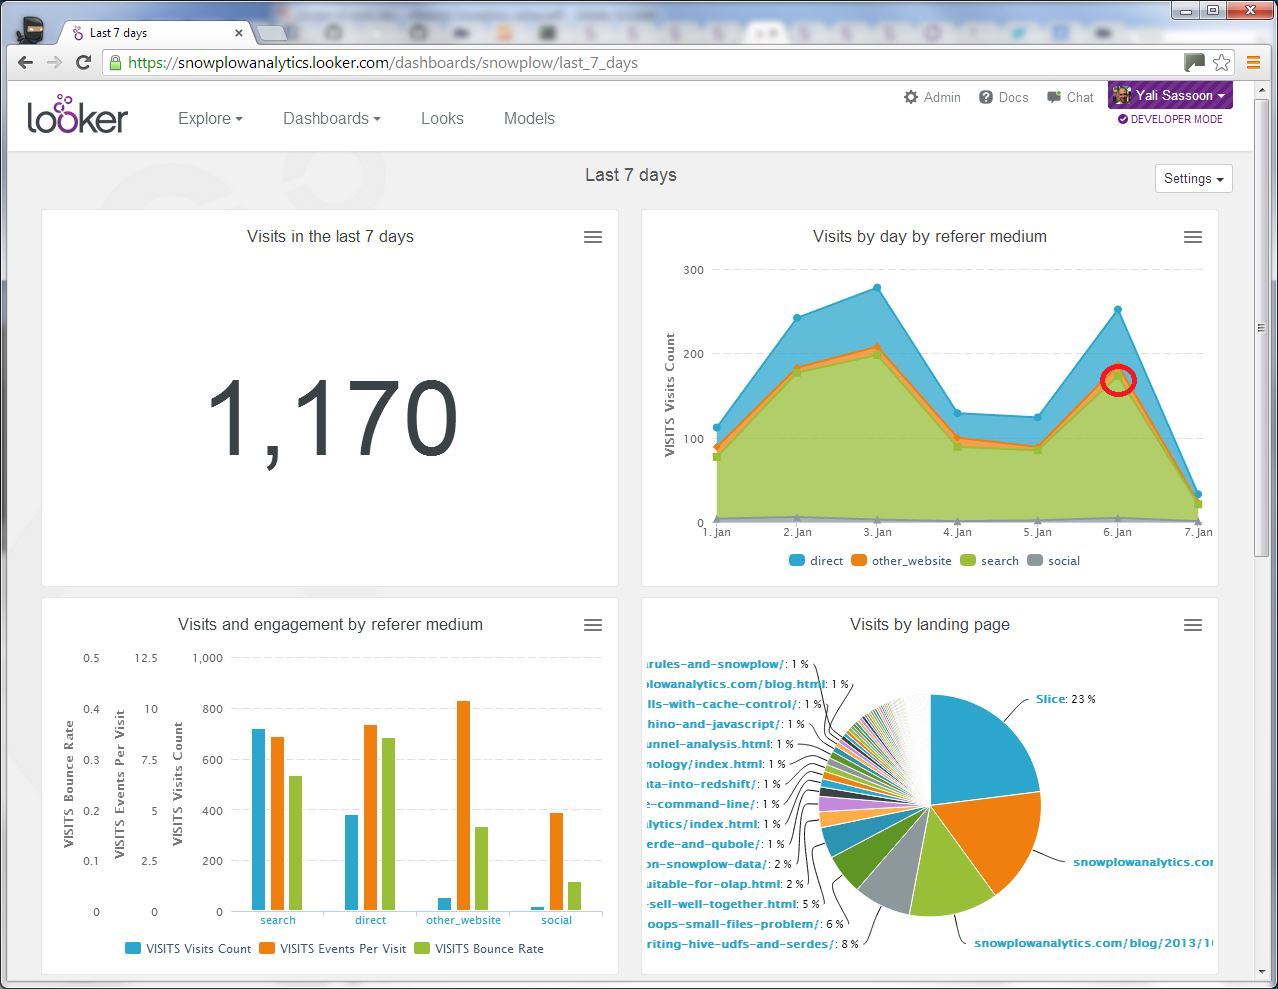 Last 7 days
https://snowplowanalytics.looker.com/dashboards/snowplow/last_7_days
looker
Explore
Dashboards
Looks
Models
Admin
Docs
Chat
Yali Sassoon
DEVELOPER MODE
Last 7 days
Settings
Visits in the last 7 days
1,170
Visits by day by referer medium
VISITS Visits Count
300
200
100
0
1. Jan
2. Jan
3. Jan
4. Jan
5. Jan
6. Jan
7. Jan
direct
other_website
search
social
Visits and engagement by referer medium
VISITS Bounce Rate
0.5
0.4
0.3
0.2
0.1
0
VISITS Events Per Visit
12.5
10
7.5
5
2.5
0
VISITS Visits Count
1,000
800
600
400
200
0
search
direct
other_website
social
VISITS Visits Count
VISITS Events Per Visit
VISITS Bounce Rate
Visits by landing page
arules-and-snowplow/: 1 %
plowanalytics.com/blog.html: 1 %
lls-with-cache-control/: 1 %
hino-and-javascript/: 1 %
unnel-analysis.html: 1 %
nology/index.html: 1 %
ata-into-redshift/: 1 %
e-command-line/: 1 %
alytics/index.html: 1 %
erde-and-qubole/: 1 %
on-snowplow-data/: 2 %
uitable-for-olap.html: 2 %
-sell-well-together.html: 5 %
oops-small-files-problem/: 6 %
riting-hive-udfs-and-serdes/: 8 %
Slice: 23 %
snowplowanalytics.cor
snowplowanalytics.com/blog/2013/1